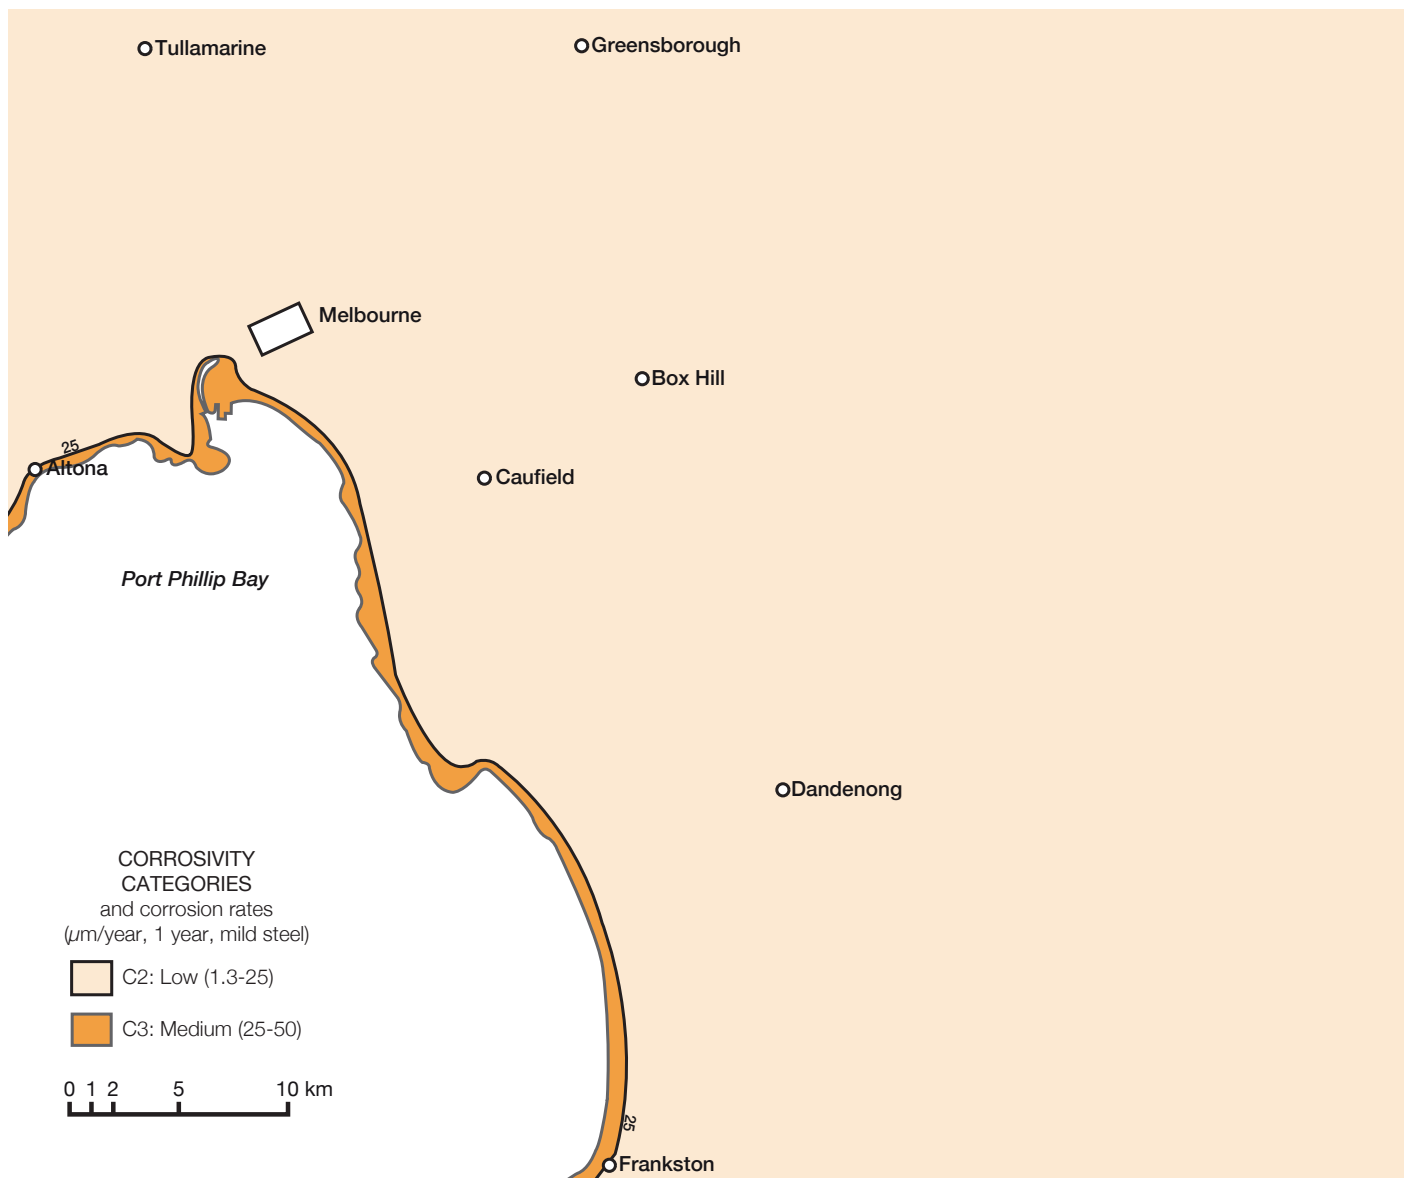 Tullamarine
Greensborough
Melbourne
Box Hill
25
Altona
Caufield
Port Phillip Bay
Dandenong
CORROSIVITY
CATEGORIES
and corrosion rates
(µm/year, 1 year, mild steel)
C2: Low (1.3-25)
C3: Medium (25-50)
0 1 2 5 10 km
25
Frankston